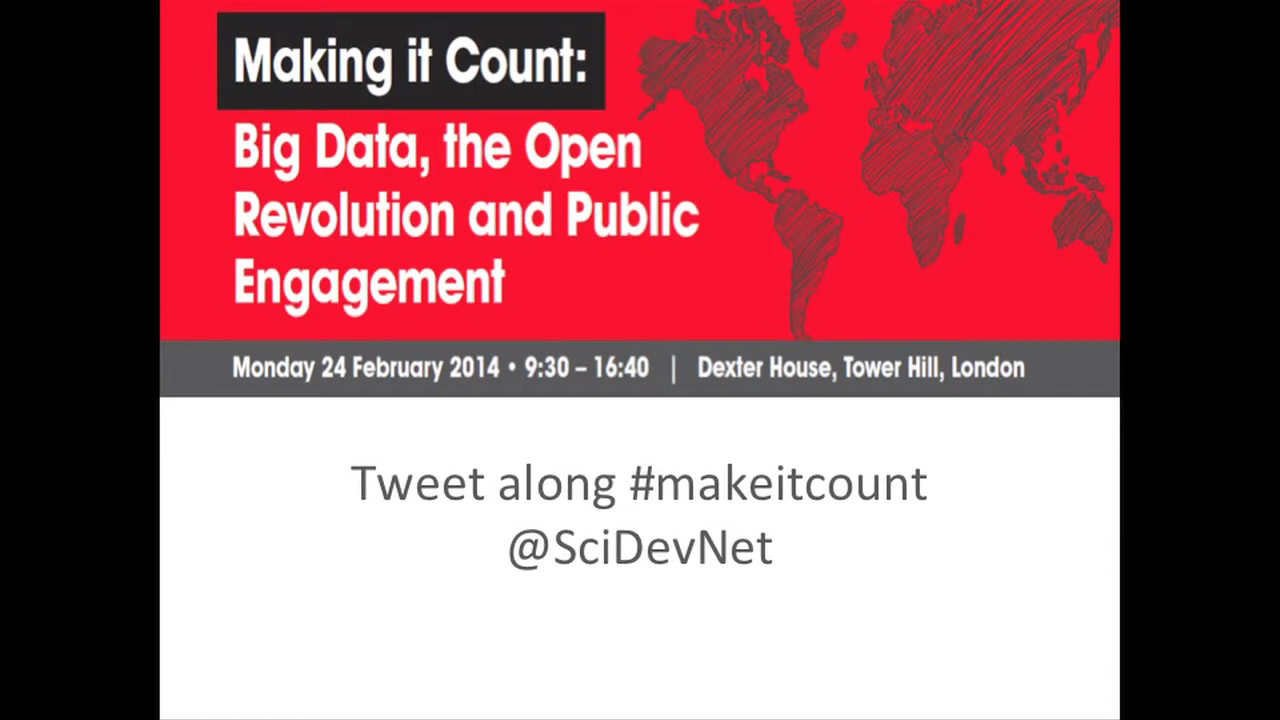 Making it Count:
Big Data, the Open
Revolution and Public
Engagement
Monday 24 February 2014 • 9:30 – 16:40 | Dexter House, Tower Hill, London
Tweet along #makeitcount
@SciDevNet